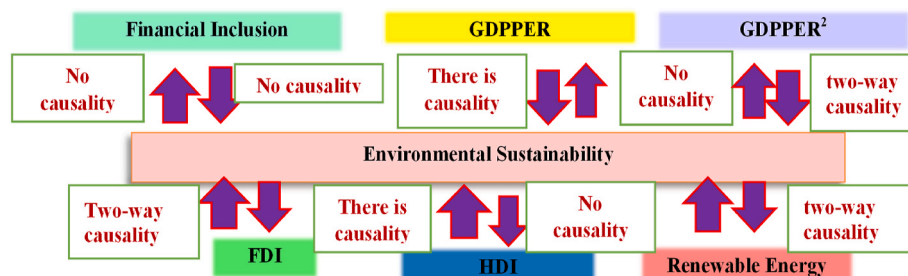 Financial Inclusion
GDPPER
GDPPER²
No
causality
No causality
There is
causality
No
causality
two-way
causality
Environmental Sustainability
Two-way
causality
There is
causality
No
causality
two-way
causality
FDI
HDI
Renewable Energy